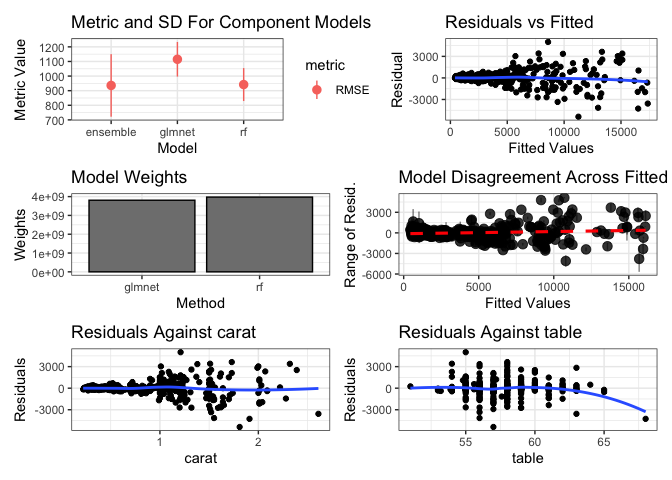 Metric and SD For Component Models
Metric Value
1200
1100
1000
900
800
700
ensemble
glmnet
rf
Model
metric
RMSE
Residuals vs Fitted
Residual
3000
0
-3000
0
5000
10000
15000
Fitted Values
Model Weights
Weights
4e+09
3e+09
2e+09
1e+09
0e+00
glmnet
rf
Method
Model Disagreement Across Fitted
Range of Resid.
3000
0
-3000
-6000
0
5000
10000
15000
Fitted Values
Residuals Against carat
Residuals
3000
0
-3000
1
2
carat
Residuals Against table
Residuals
3000
0
-3000
55
60
65
table